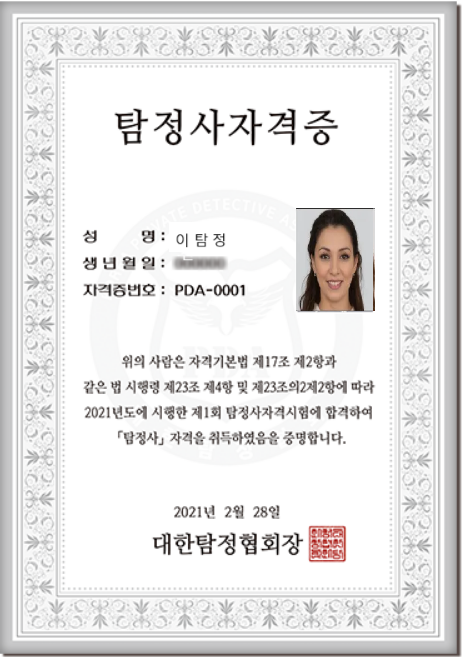 탐정사자격증
PRIVATE DETECTIVE AS
성 명 : 이 탐 정
생 년 월 일 :
자격증번호 : PDA-0001
위의 사람은 자격기본법 제17조 제2항과
같은 법 시행령 제23조 제4항 및 제23조의2제2항에 따라
2021년도에 시행한 제1회 탐정사자격시험에 합격하여
「탐정사」 자격을 취득하였음을 증명합니다.
2021년 2월 28일
대한탐정협회장